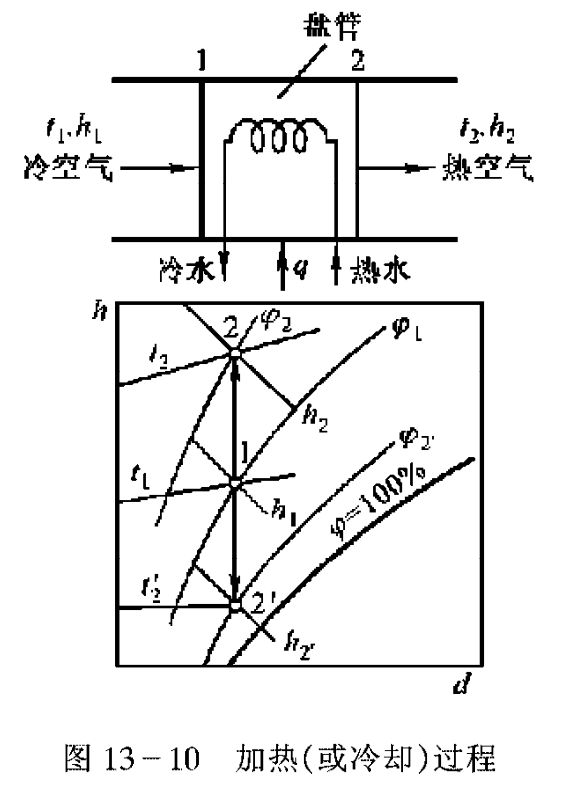 盘管
1
2
t₁, h₁
冷空气
t₂, h₂
热空气
冷水
q
热水
h
2
φ₂
φ₁
t₂
h₂
φ₂'
t₁
1
h₁
φ=100%
t₂'
2'
h₂'
d
图 13-10 加热(或冷却)过程